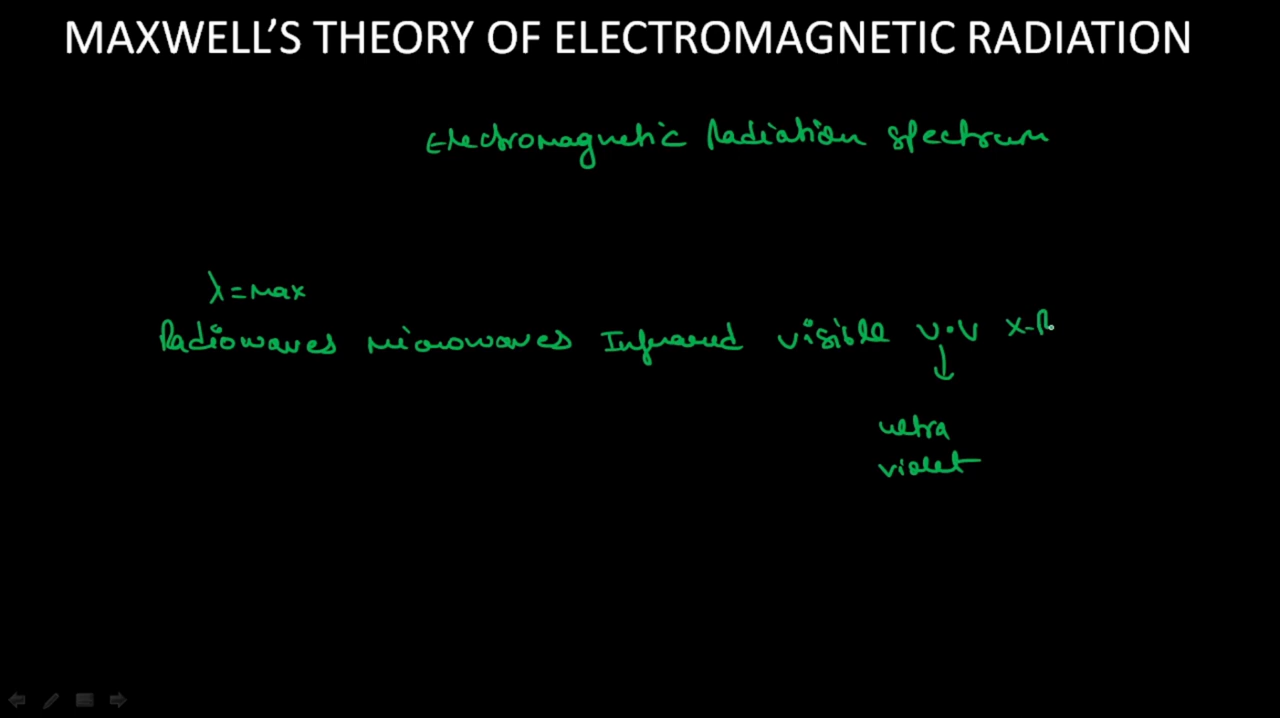 MAXWELL'S THEORY OF ELECTROMAGNETIC RADIATION
Electromagnetic Radiation spectrum
λ = max
Radiowaves microwaves Infrared visible U.V X-R
ultra
violet